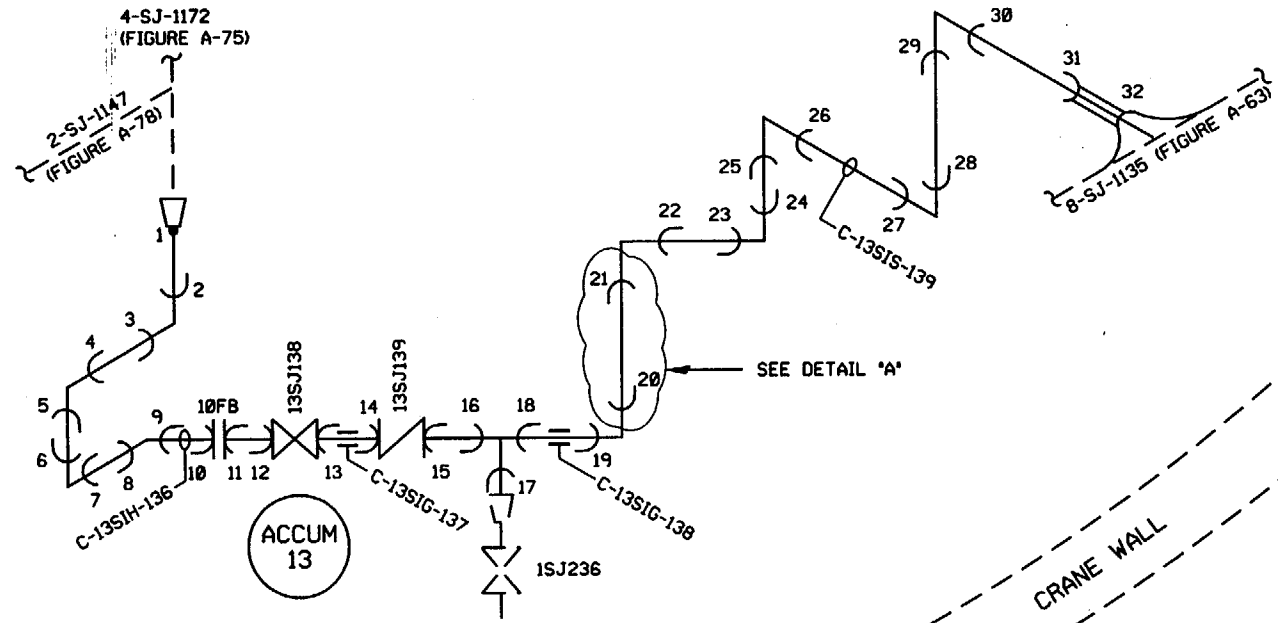 4-SJ-1172
(FIGURE A-75)
2-SJ-1147
(FIGURE A-78)
1
2
3
4
5
6
7
8
9
10
10FB
11
12
13SJ138
13
14
13SJ139
15
16
17
18
19
20
21
22
23
24
25
26
27
28
29
30
31
32
8-SJ-1135 (FIGURE A-63)
C-13SIS-139
SEE DETAIL "A"
C-13SIH-136
C-13SIG-137
C-13SIG-138
ACCUM
13
1SJ236
CRANE WALL